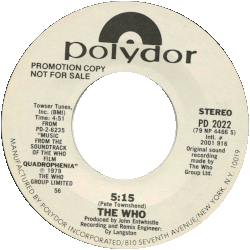 polydor
PROMOTION COPY
NOT FOR SALE
Towser Tunes,
Inc. (BMI)
Time: 4:51
FROM
PD-2-6235
"MUSIC
FROM THE
SOUNDTRACK
OF THE WHO
FILM
QUADROPHENIA"
℗ 1979
THE WHO
GROUP LIMITED
56
STEREO
PD 2022
(79 NP 4466 S)
Intl. #
2001 916
Original sound
recording
made by
The Who
Group Ltd.
5:15
(Pete Townshend)
THE WHO
Produced by John Entwistle
Recording and Remix Engineer:
Cy Langston
MANUFACTURED BY POLYDOR INCORPORATED/810 SEVENTH AVENUE, NEW YORK, N.Y. 10019